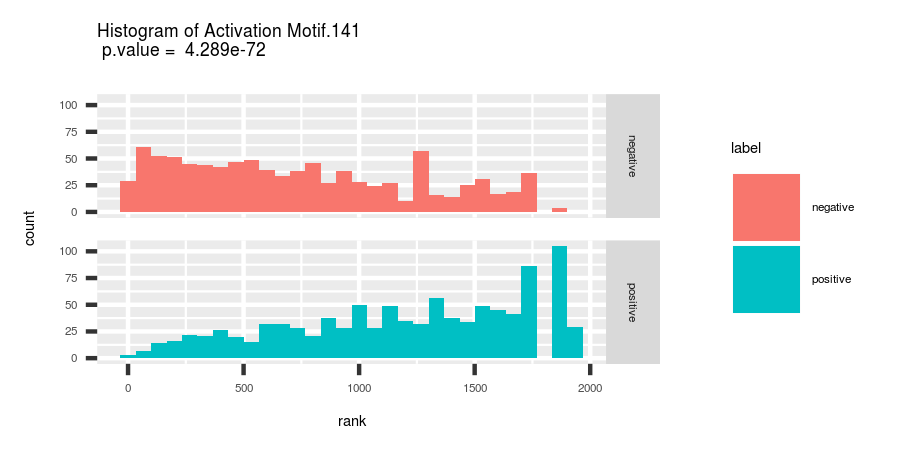 Histogram of Activation Motif.141
p.value = 4.289e-72
count
100
75
50
25
0
negative
100
75
50
25
0
positive
0 500 1000 1500 2000
rank
label
negative
positive